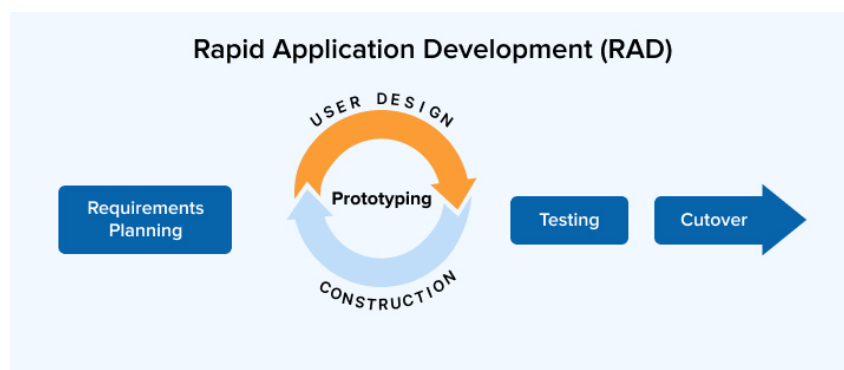 Rapid Application Development (RAD)
USER DESIGN
Requirements
Planning
Prototyping
Testing
Cutover
CONSTRUCTION